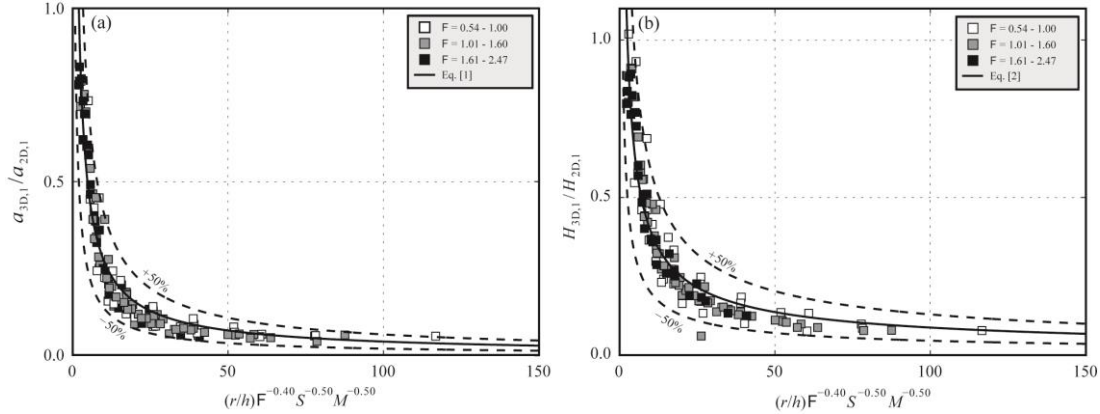 (a)
F = 0.54 - 1.00
F = 1.01 - 1.60
F = 1.61 - 2.47
Eq. [1]
1.0
0.5
0.0
a3D,1/a2D,1
+50%
−50%
0 50 100 150
(r/h)F^−0.40 S^−0.50 M^−0.50
(b)
F = 0.54 - 1.00
F = 1.01 - 1.60
F = 1.61 - 2.47
Eq. [2]
1.0
0.5
0.0
H3D,1/H2D,1
+50%
−50%
0 50 100 150
(r/h)F^−0.40 S^−0.50 M^−0.50